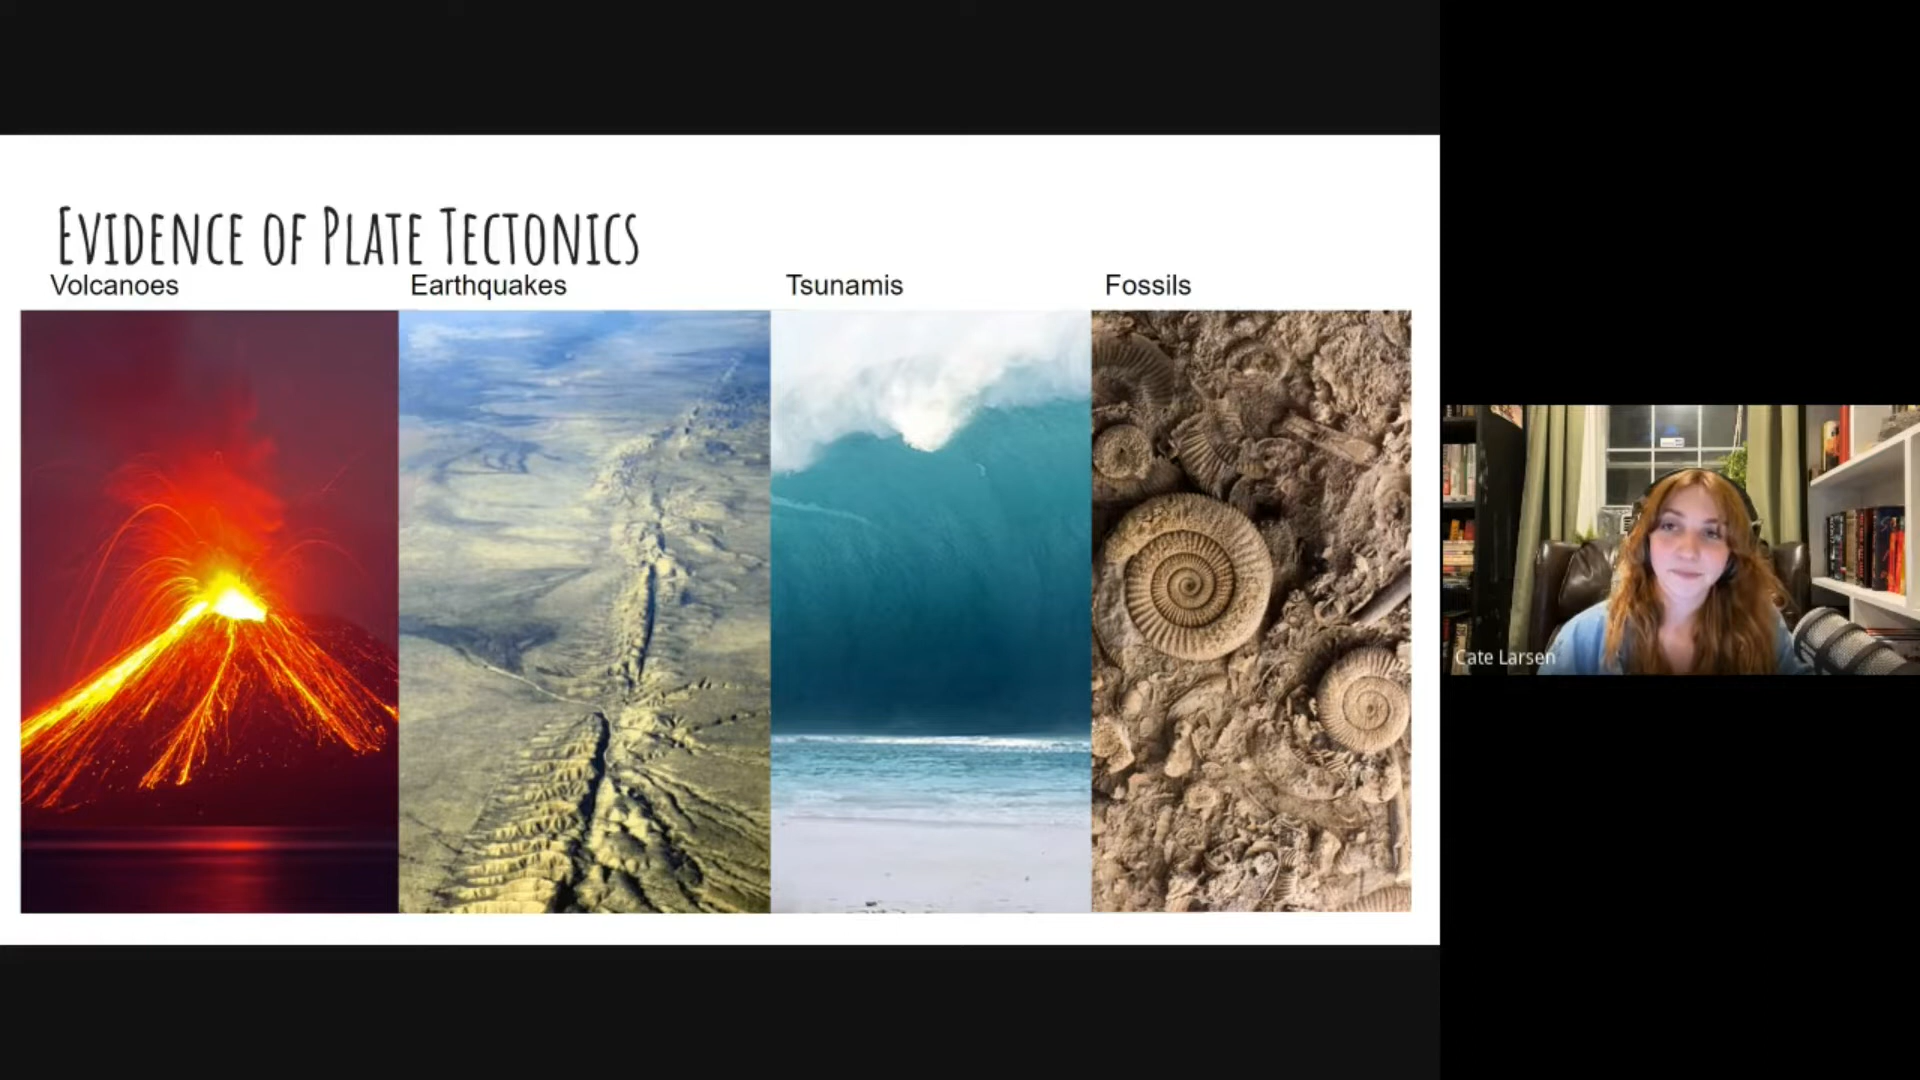 Evidence of Plate Tectonics
Volcanoes
Earthquakes
Tsunamis
Fossils
Cate Larsen